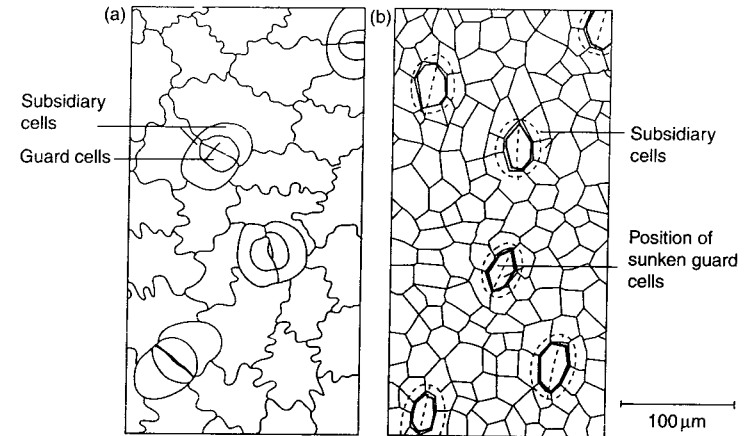 (a)
(b)
Subsidiary
cells
Guard cells
Subsidiary
cells
Position of
sunken guard
cells
100 μm